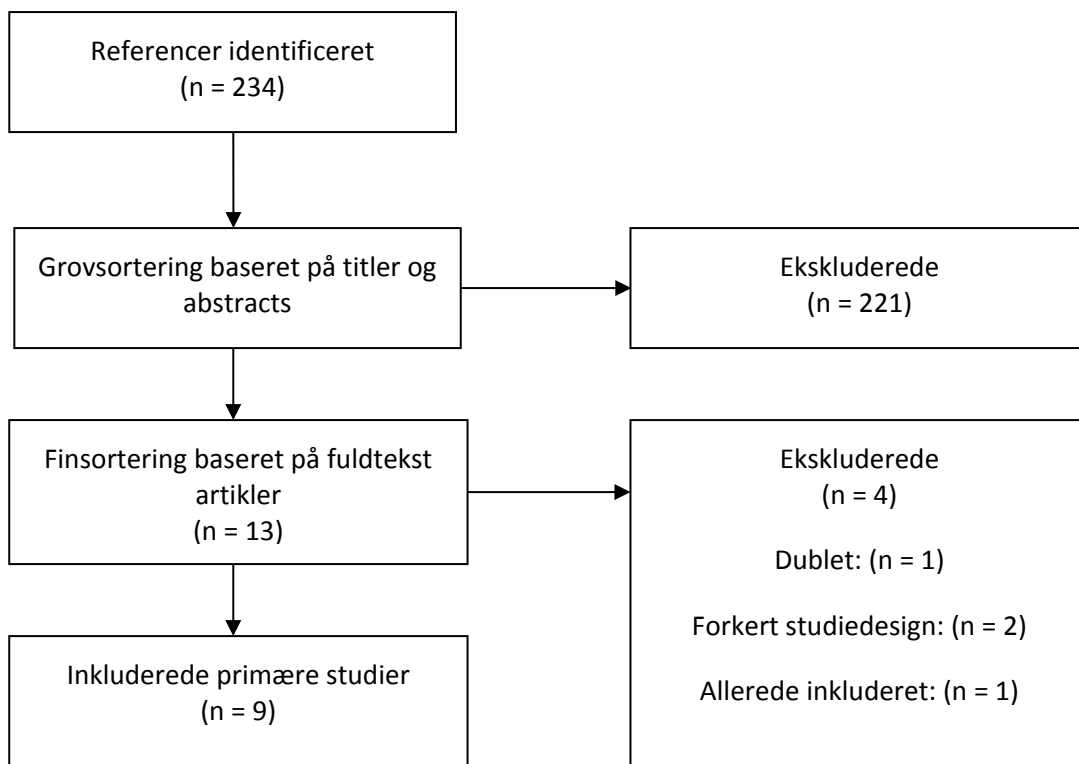 Referencer identificeret
(n = 234)
Grovsortering baseret på titler og
abstracts
Ekskluderede
(n = 221)
Finsortering baseret på fuldtekst
artikler
(n = 13)
Ekskluderede
(n = 4)
Dublet: (n = 1)
Forkert studiedesign: (n = 2)
Allerede inkluderet: (n = 1)
Inkluderede primære studier
(n = 9)